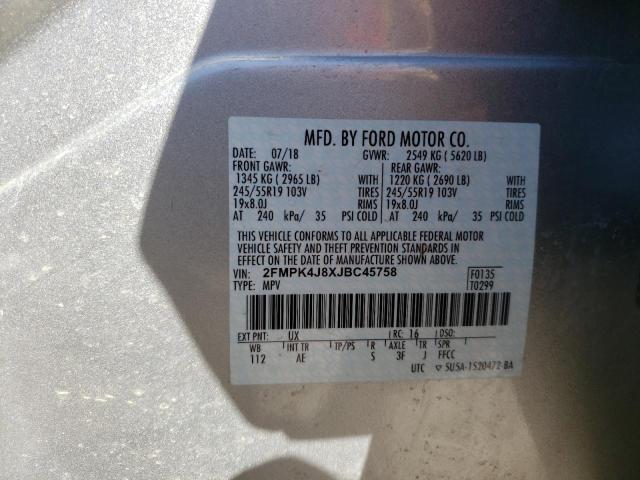 MFD. BY FORD MOTOR CO.
DATE: 07/18 GVWR: 2549 KG ( 5620 LB)
FRONT GAWR: REAR GAWR:
1345 KG ( 2965 LB) WITH 1220 KG ( 2690 LB) WITH
245/55R19 103V TIRES 245/55R19 103V TIRES
19x8.0J RIMS 19x8.0J RIMS
AT 240 kPa/ 35 PSI COLD AT 240 kPa/ 35 PSI COLD
THIS VEHICLE CONFORMS TO ALL APPLICABLE FEDERAL MOTOR
VEHICLE SAFETY AND THEFT PREVENTION STANDARDS IN
EFFECT ON THE DATE OF MANUFACTURE SHOWN ABOVE.
VIN: 2FMPK4J8XJBC45758 F0135
TYPE: MPV T0299
EXT PNT: UX RC: 16 DSO:
WB INT TR TP/PS R AXLE TR SPR
112 AE S 3F J FFCC
UTC ▽ 5U5A-1520472-BA